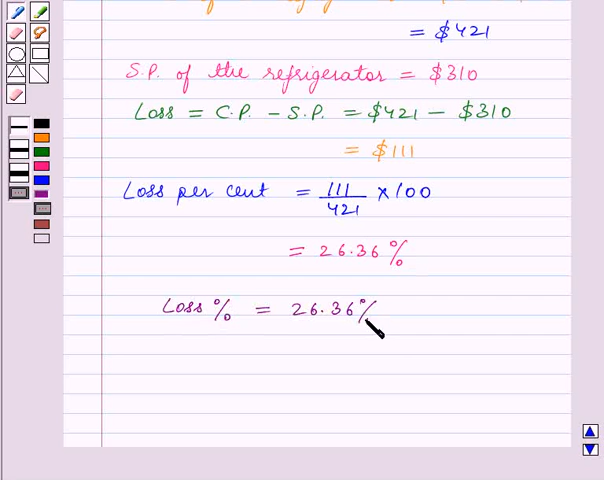 = $421
S.P. of the refrigerator = $310
Loss = C.P. - S.P. = $421 - $310
= $111
Loss per cent = 111/421 × 100
= 26.36%
Loss % = 26.36%